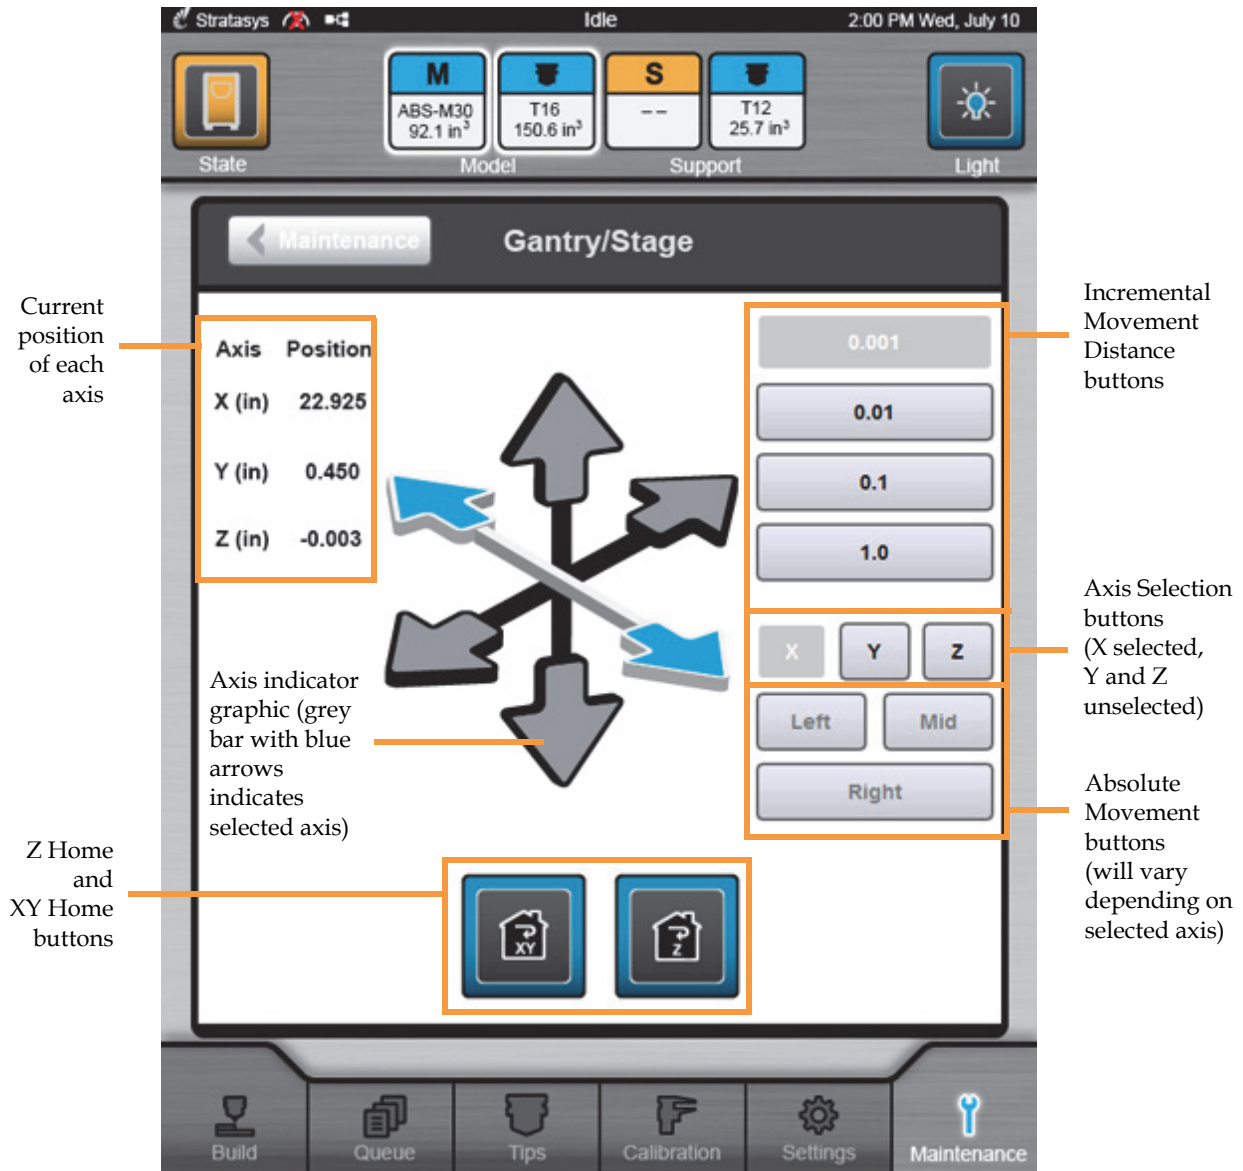 Stratasys
Idle
2:00 PM Wed, July 10
State
M
ABS-M30
92.1 in³
T16
150.6 in³
Model
S
--
T12
25.7 in³
Support
Light
Maintenance
Gantry/Stage
Current
position
of each
axis
Axis Position
X (in) 22.925
Y (in) 0.450
Z (in) -0.003
0.001
0.01
0.1
1.0
Incremental
Movement
Distance
buttons
X Y Z
Axis Selection
buttons
(X selected,
Y and Z
unselected)
Left Mid
Right
Absolute
Movement
buttons
(will vary
depending on
selected axis)
Axis indicator
graphic (grey
bar with blue
arrows
indicates
selected axis)
Z Home
and
XY Home
buttons
XY
Z
Build
Queue
Tips
Calibration
Settings
Maintenance